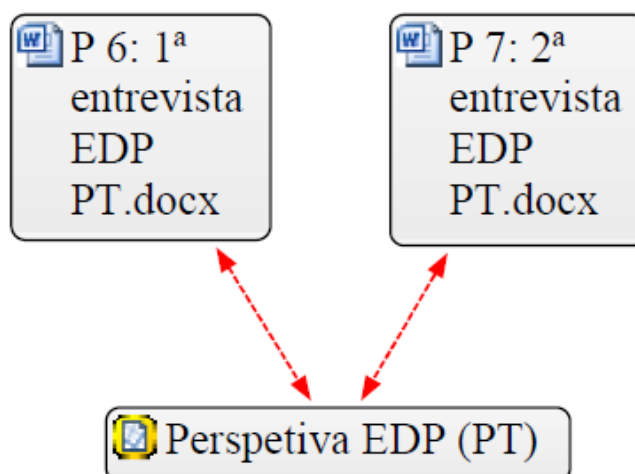 P 6: 1ª
entrevista
EDP
PT.docx
P 7: 2ª
entrevista
EDP
PT.docx
Perspetiva EDP (PT)